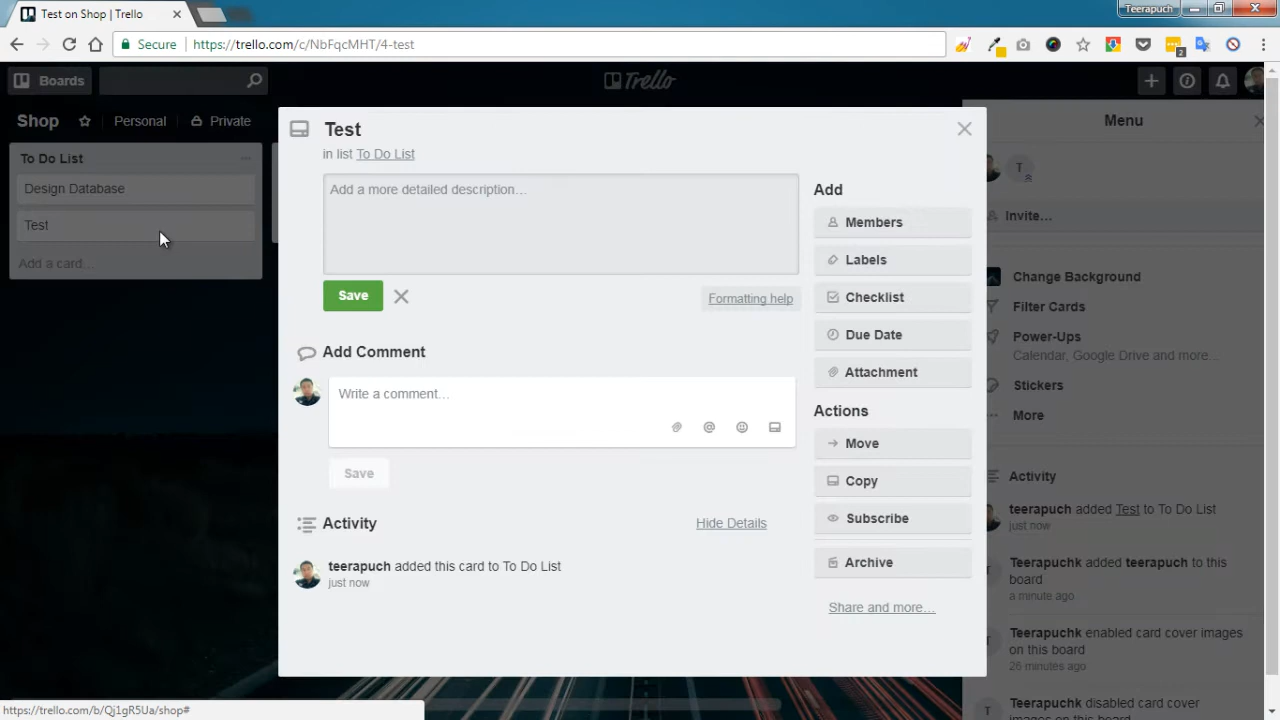 Test on Shop | Trello
Teerapuch
Secure
https://trello.com/c/NbFqcMHT/4-test
2
Boards
Trello
Shop
Personal
Private
To Do List
Design Database
Test
Add a card...
Test
in list To Do List
Add a more detailed description…
Save
Formatting help
Add Comment
Write a comment…
Save
Activity
Hide Details
teerapuch added this card to To Do List
just now
Add
Members
Labels
Checklist
Due Date
Attachment
Actions
Move
Copy
Subscribe
Archive
Share and more…
Menu
T
Invite…
Change Background
Filter Cards
Power-Ups
Calendar, Google Drive and more…
Stickers
More
Activity
teerapuch added Test to To Do List
just now
Teerapuchk added teerapuch to this
board
a minute ago
Teerapuchk enabled card cover images
on this board
26 minutes ago
Teerapuchk disabled card cover
images on this board
https://trello.com/b/Qj1gR5Ua/shop#